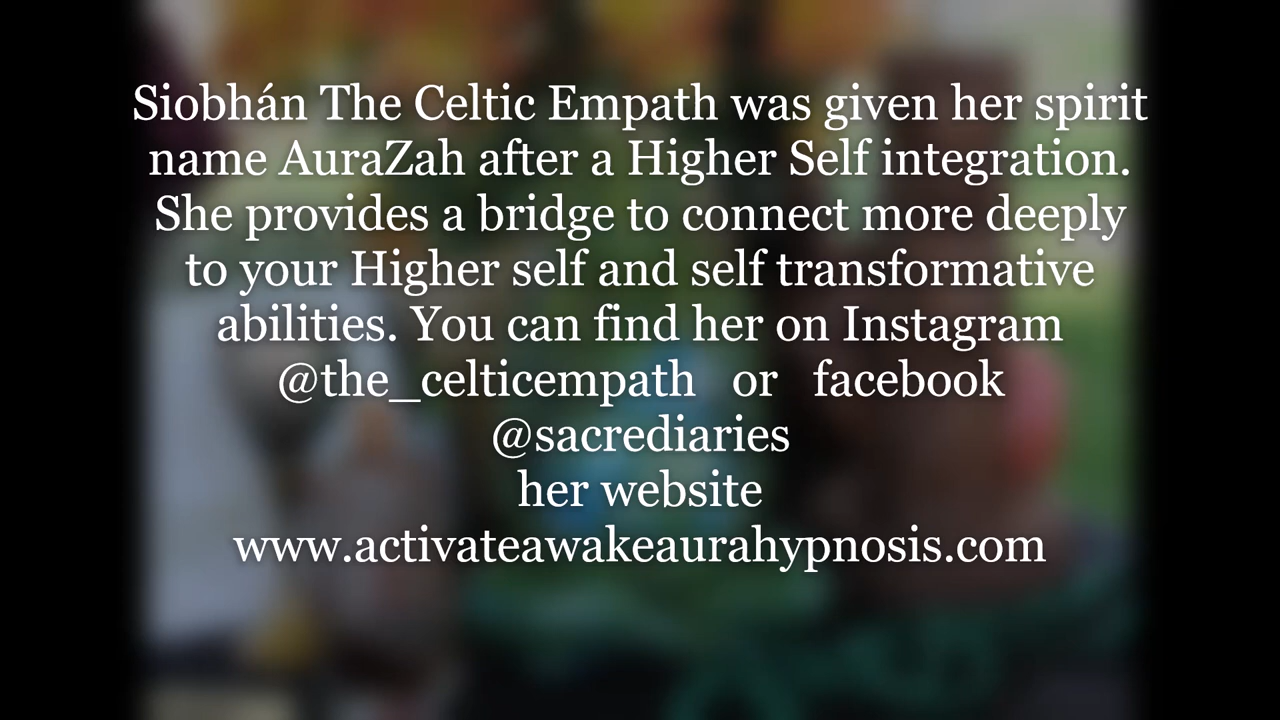 Siobhán The Celtic Empath was given her spirit
name AuraZah after a Higher Self integration.
She provides a bridge to connect more deeply
to your Higher self and self transformative
abilities. You can find her on Instagram
@the_celticempath or facebook
@sacrediaries
her website
www.activateawakeaurahypnosis.com